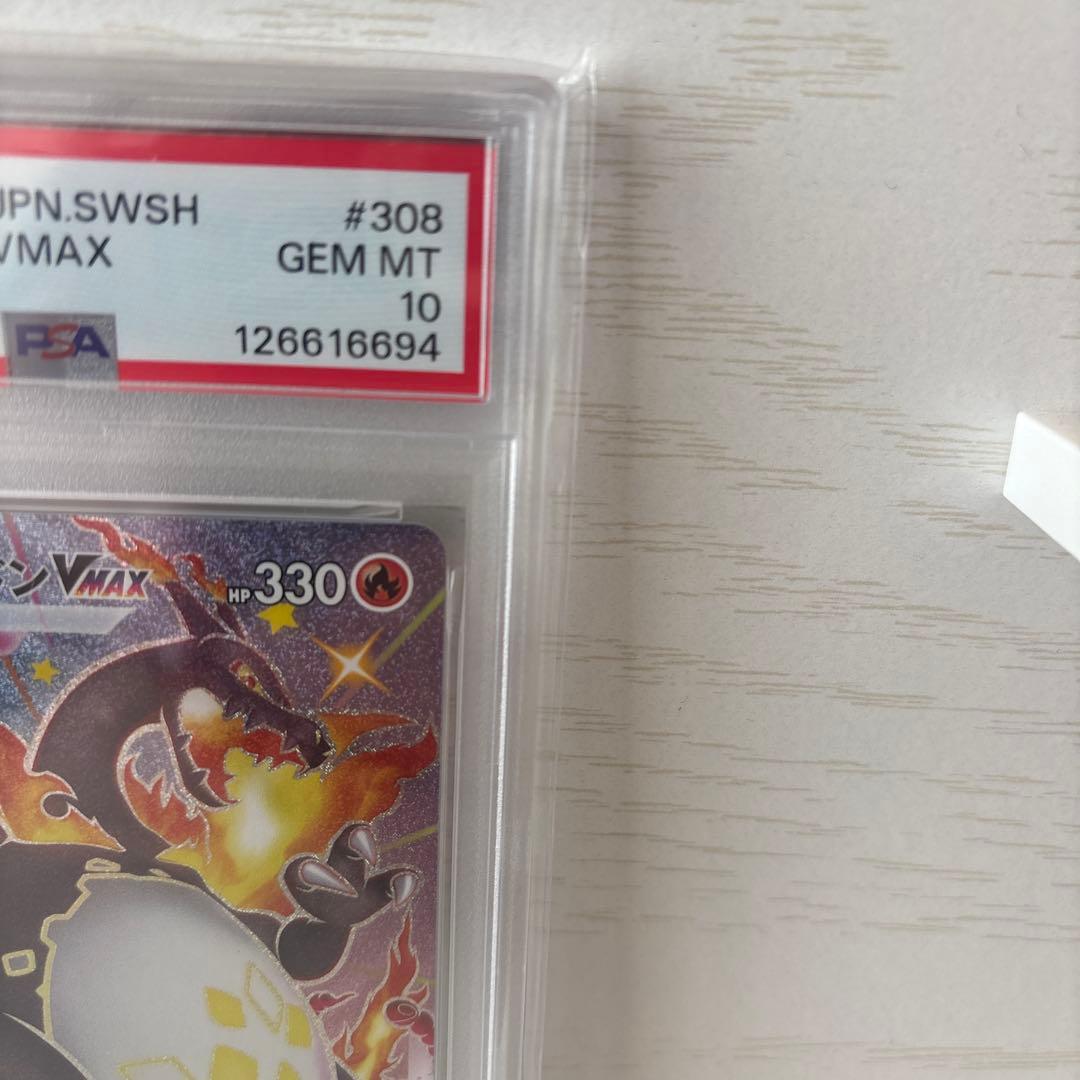 JPN.SWSH #308
VMAX GEM MT
10
PSA 126616694
ンVMAX HP330